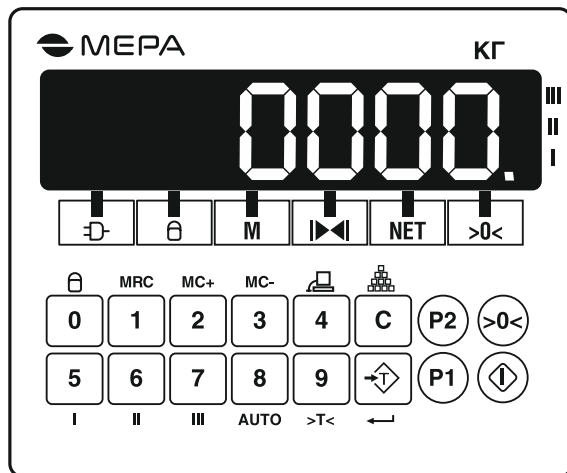 МЕРА
КГ
0000.
III
II
I
M NET >0<
MRC MC+ MC-
0 1 2 3 4 C P2 >0<
5 6 7 8 9 →T← P1
I II III AUTO >T<